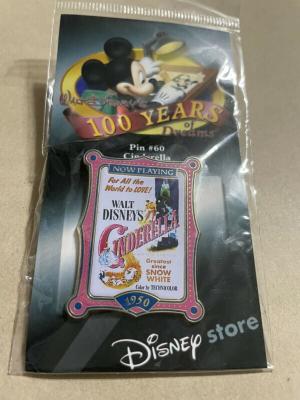 Walt Disney's
100 YEARS
of
Dreams
Pin #60
Cinderella
NOW PLAYING
For All the
World to LOVE!
WALT
DISNEY'S
CINDERELLA
Greatest
since
SNOW
WHITE
Color by TECHNICOLOR
1950
Disney store